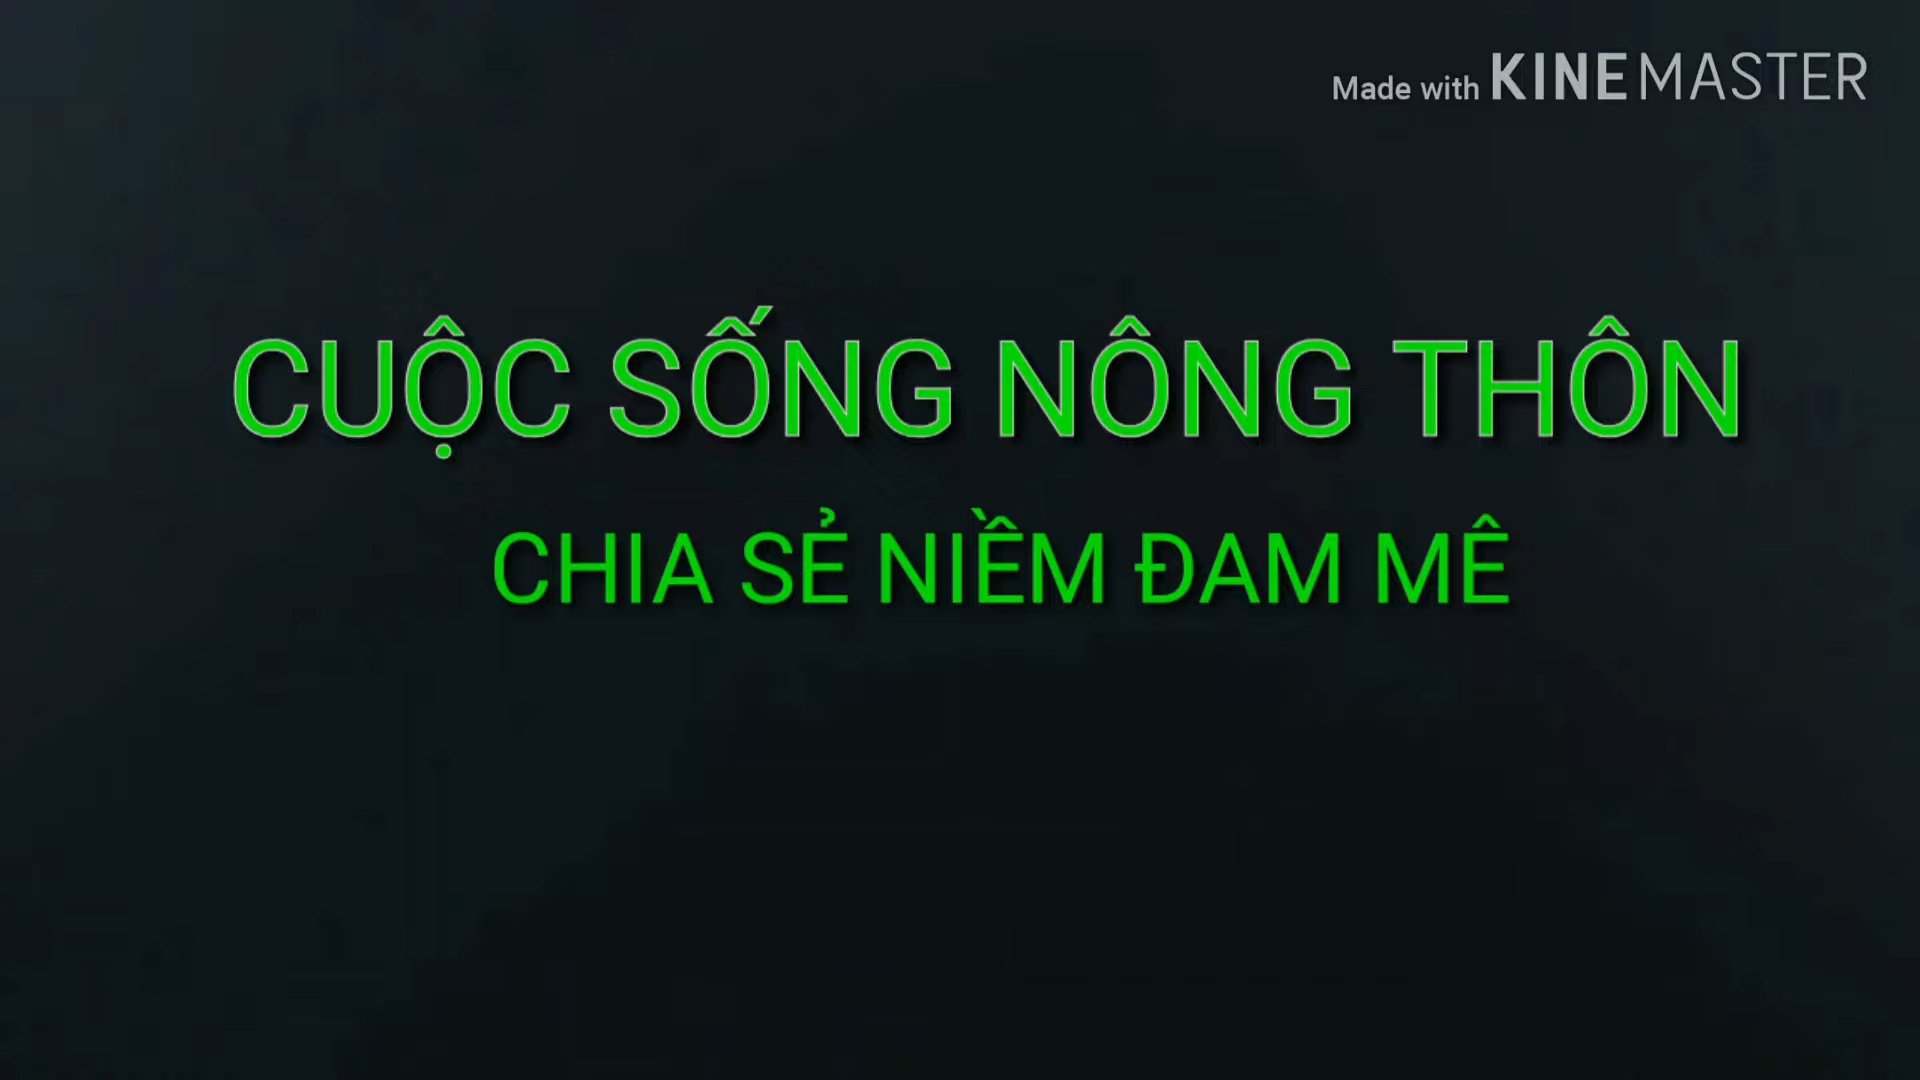 Made with KINEMASTER
CUỘC SỐNG NÔNG THÔN
CHIA SẺ NIỀM ĐAM MÊ